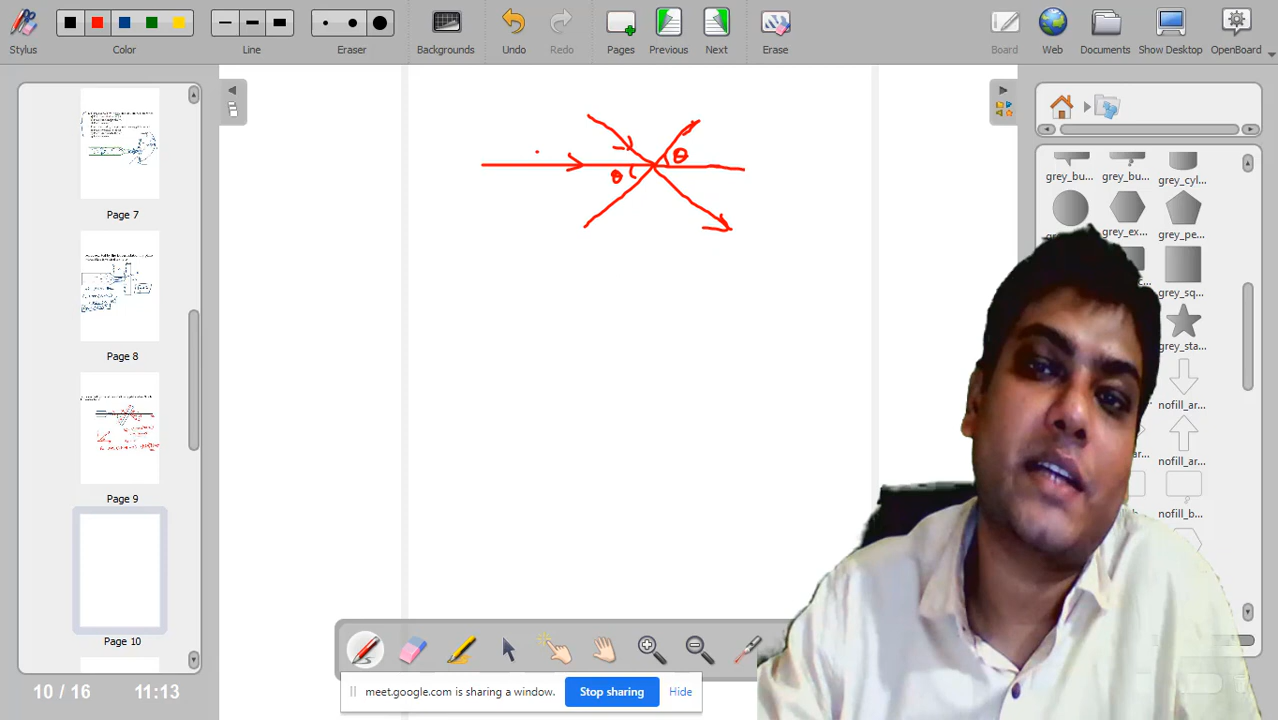 Stylus
Color
Line
Eraser
Backgrounds
Undo
Redo
Pages
Previous
Next
Erase
Board
Web
Documents
Show Desktop
OpenBoard
Page 7
Page 8
Page 9
Page 10
10 / 16
11:13
θ
θ
grey_bu...
grey_bu...
grey_cyl...
grey_ex...
grey_pe...
grey_sq...
grey_sta...
nofill_ar...
nofill_ar...
nofill_b...
meet.google.com is sharing a window.
Stop sharing
Hide